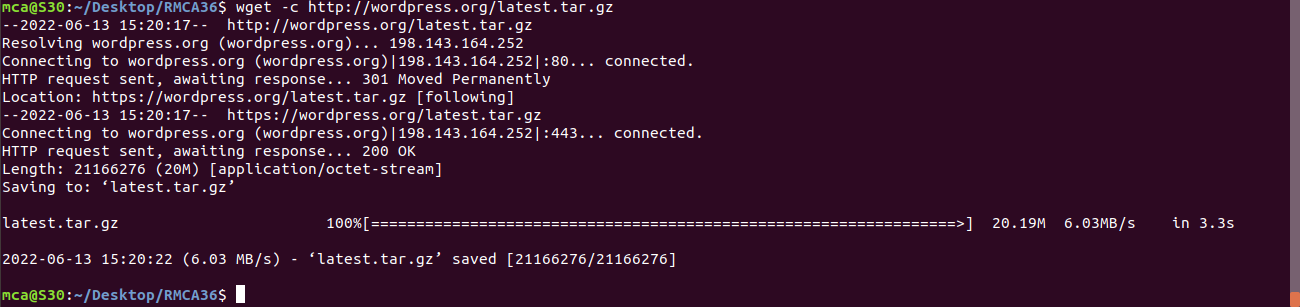 mca@S30:~/Desktop/RMCA36$ wget -c http://wordpress.org/latest.tar.gz
--2022-06-13 15:20:17--  http://wordpress.org/latest.tar.gz
Resolving wordpress.org (wordpress.org)... 198.143.164.252
Connecting to wordpress.org (wordpress.org)|198.143.164.252|:80... connected.
HTTP request sent, awaiting response... 301 Moved Permanently
Location: https://wordpress.org/latest.tar.gz [following]
--2022-06-13 15:20:17--  https://wordpress.org/latest.tar.gz
Connecting to wordpress.org (wordpress.org)|198.143.164.252|:443... connected.
HTTP request sent, awaiting response... 200 OK
Length: 21166276 (20M) [application/octet-stream]
Saving to: ‘latest.tar.gz’
latest.tar.gz                       100%[=================================================================>]  20.19M  6.03MB/s    in 3.3s
2022-06-13 15:20:22 (6.03 MB/s) - ‘latest.tar.gz’ saved [21166276/21166276]
mca@S30:~/Desktop/RMCA36$